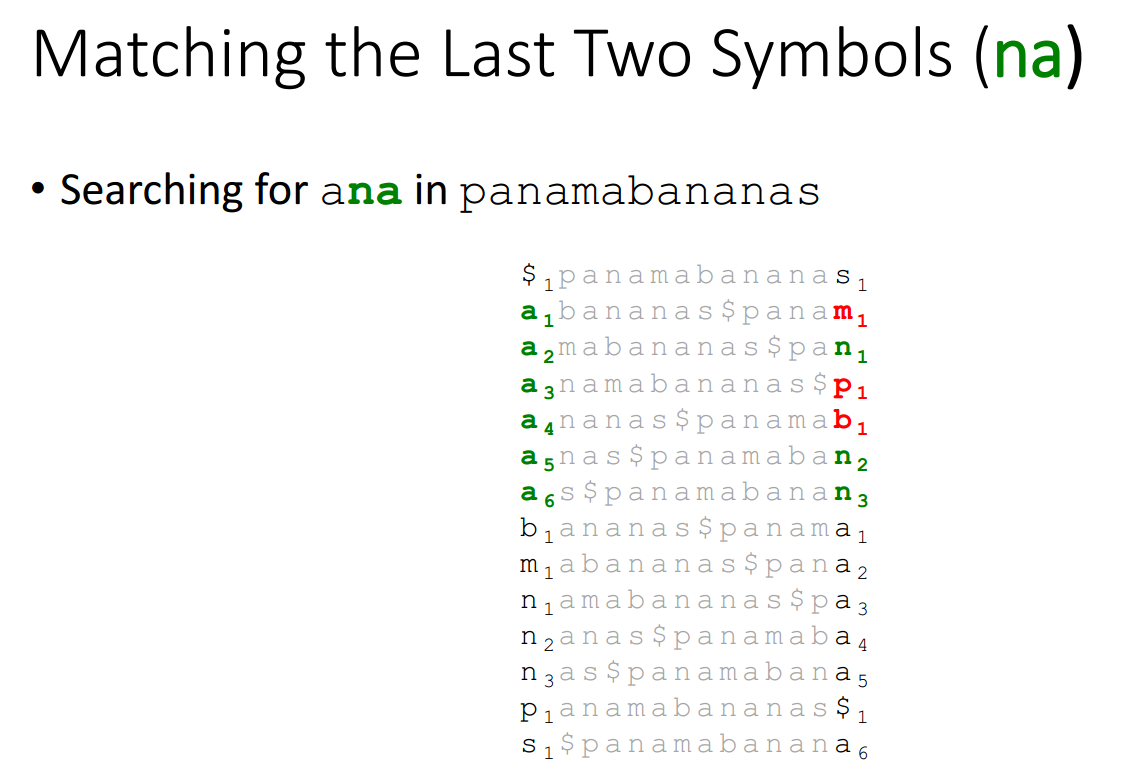 Matching the Last Two Symbols (na)
• Searching for ana in panamabananas
$1panamabananas1
a1bananas$panam1
a2mabananas$pan1
a3namabananas$p1
a4nanas$panamab1
a5nas$panamaban2
a6s$panamabanan3
b1ananas$panama1
m1abananas$pana2
n1amabananas$pa3
n2anas$panamaba4
n3as$panamabana5
p1anamabananas$1
s1$panamabanana6